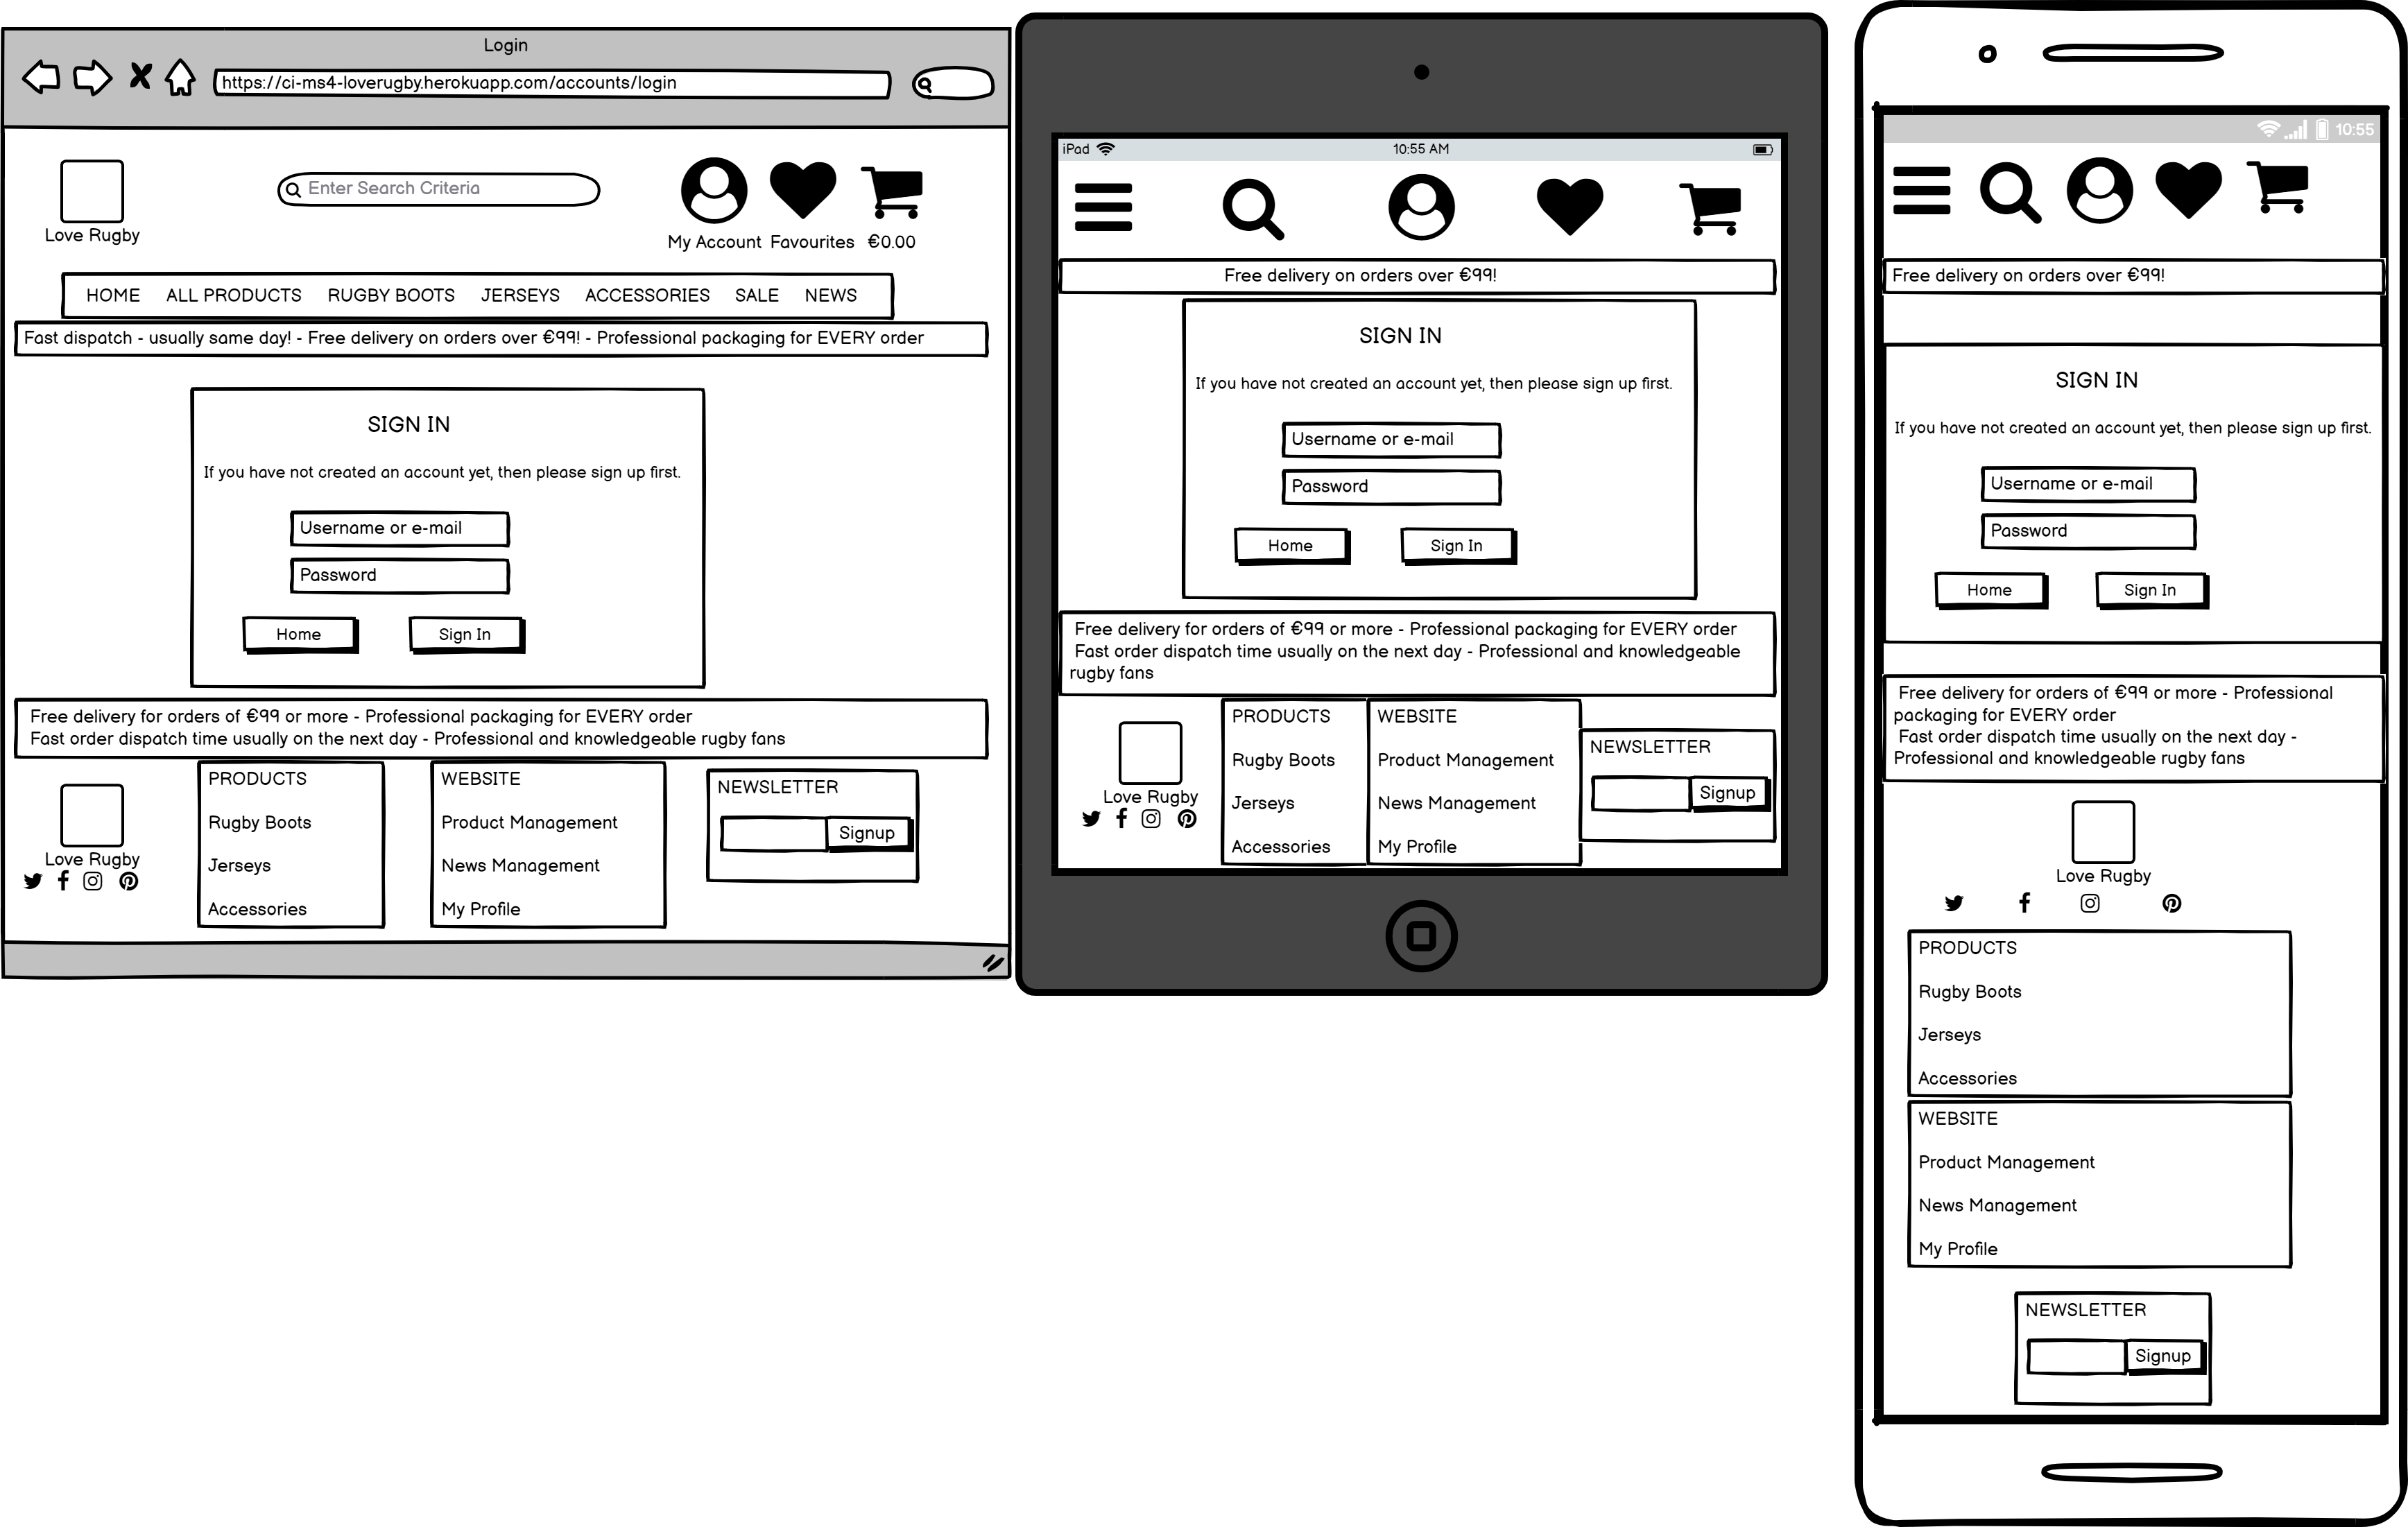 Login
https://ci-ms4-loverugby.herokuapp.com/accounts/login
Enter Search Criteria
Love Rugby
My Account Favourites €0.00
HOME ALL PRODUCTS RUGBY BOOTS JERSEYS ACCESSORIES SALE NEWS
Fast dispatch - usually same day! - Free delivery on orders over €99! - Professional packaging for EVERY order
SIGN IN
If you have not created an account yet, then please sign up first.
Username or e-mail
Password
Home Sign In
Free delivery for orders of €99 or more - Professional packaging for EVERY order
Fast order dispatch time usually on the next day - Professional and knowledgeable rugby fans
Love Rugby
PRODUCTS
Rugby Boots
Jerseys
Accessories
WEBSITE
Product Management
News Management
My Profile
NEWSLETTER
Signup
iPad 10:55 AM
Free delivery on orders over €99!
SIGN IN
If you have not created an account yet, then please sign up first.
Username or e-mail
Password
Home Sign In
Free delivery for orders of €99 or more - Professional packaging for EVERY order
Fast order dispatch time usually on the next day - Professional and knowledgeable
rugby fans
Love Rugby
PRODUCTS
Rugby Boots
Jerseys
Accessories
WEBSITE
Product Management
News Management
My Profile
NEWSLETTER
Signup
10:55
Free delivery on orders over €99!
SIGN IN
If you have not created an account yet, then please sign up first.
Username or e-mail
Password
Home Sign In
Free delivery for orders of €99 or more - Professional
packaging for EVERY order
Fast order dispatch time usually on the next day -
Professional and knowledgeable rugby fans
Love Rugby
PRODUCTS
Rugby Boots
Jerseys
Accessories
WEBSITE
Product Management
News Management
My Profile
NEWSLETTER
Signup